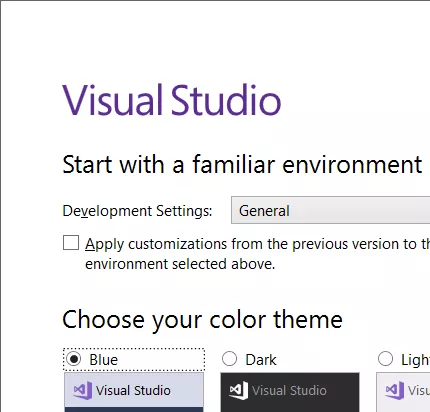 Visual Studio
Start with a familiar environment
Development Settings: General
Apply customizations from the previous version to th
environment selected above.
Choose your color theme
Blue Dark Ligh
Visual Studio Visual Studio Visu